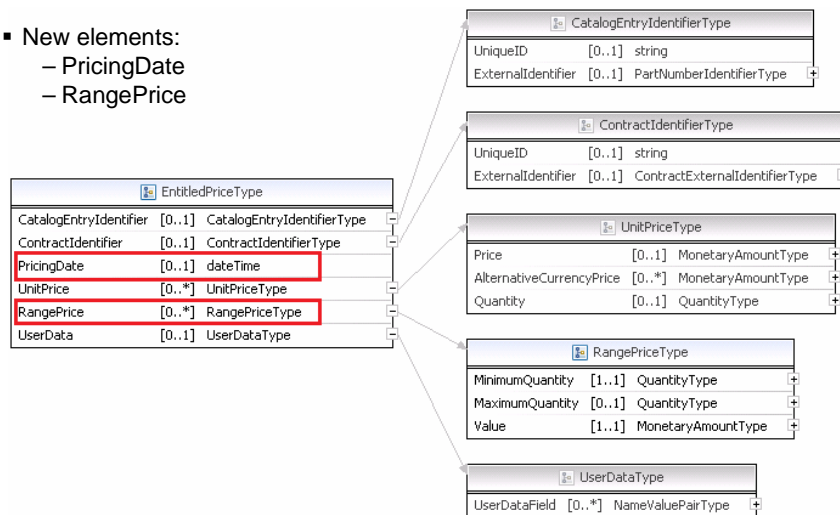 ▪ New elements:
– PricingDate
– RangePrice
EntitledPriceType
CatalogEntryIdentifier [0..1] CatalogEntryIdentifierType
ContractIdentifier [0..1] ContractIdentifierType
PricingDate [0..1] dateTime
UnitPrice [0..*] UnitPriceType
RangePrice [0..*] RangePriceType
UserData [0..1] UserDataType
CatalogEntryIdentifierType
UniqueID [0..1] string
ExternalIdentifier [0..1] PartNumberIdentifierType
ContractIdentifierType
UniqueID [0..1] string
ExternalIdentifier [0..1] ContractExternalIdentifierType
UnitPriceType
Price [0..1] MonetaryAmountType
AlternativeCurrencyPrice [0..*] MonetaryAmountType
Quantity [0..1] QuantityType
RangePriceType
MinimumQuantity [1..1] QuantityType
MaximumQuantity [0..1] QuantityType
Value [1..1] MonetaryAmountType
UserDataType
UserDataField [0..*] NameValuePairType